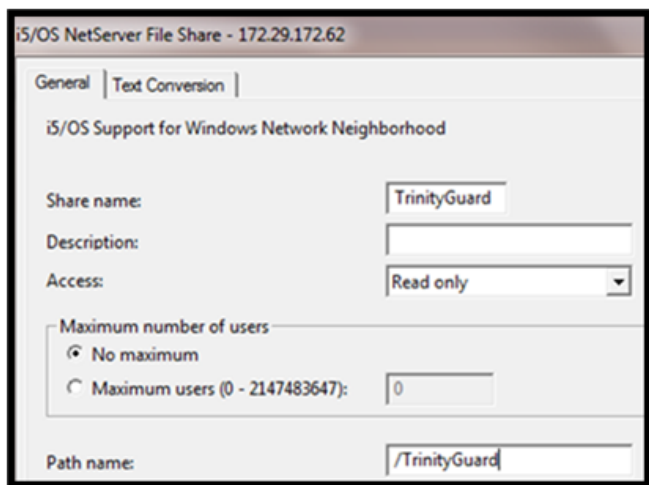 i5/OS NetServer File Share - 172.29.172.62
General Text Conversion
i5/OS Support for Windows Network Neighborhood
Share name: TrinityGuard
Description:
Access: Read only
Maximum number of users
No maximum
Maximum users (0 - 2147483647): 0
Path name: /TrinityGuard